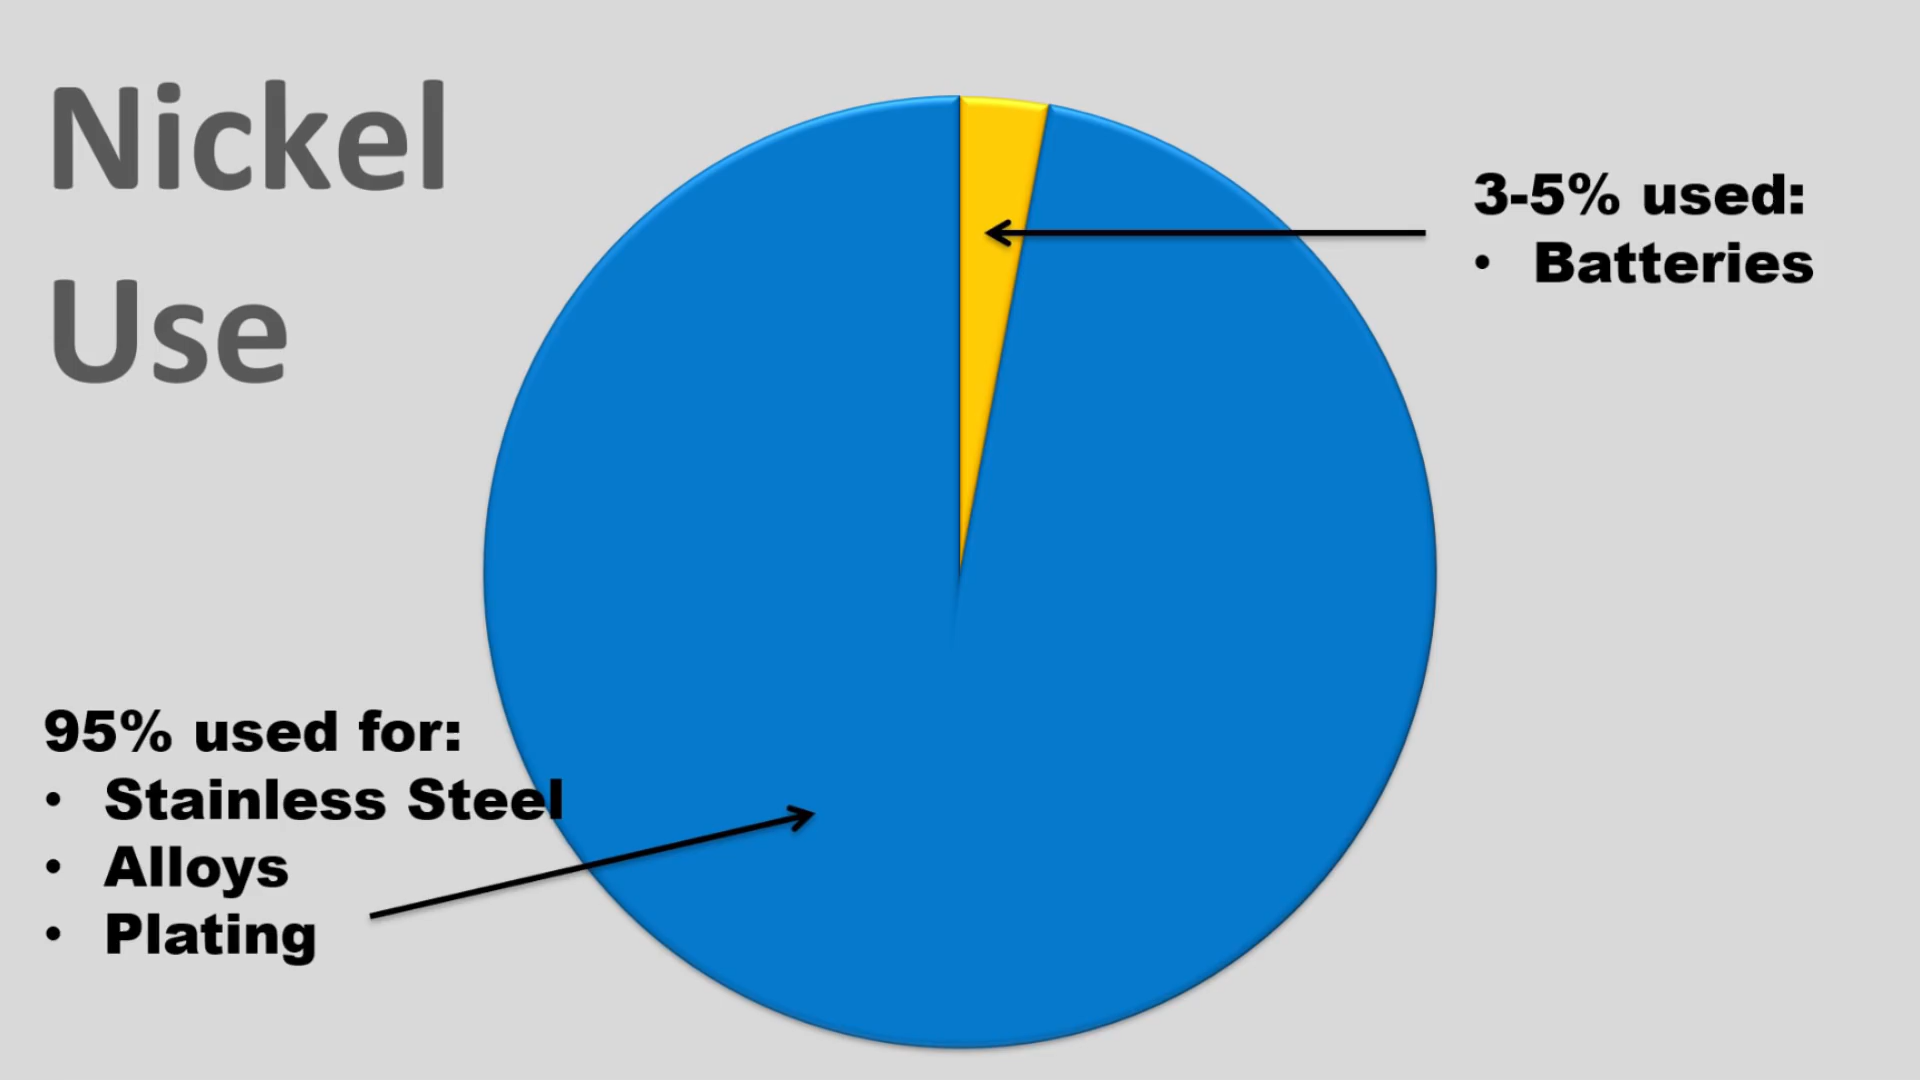 Nickel
Use
3-5% used:
• Batteries
95% used for:
• Stainless Steel
• Alloys
• Plating